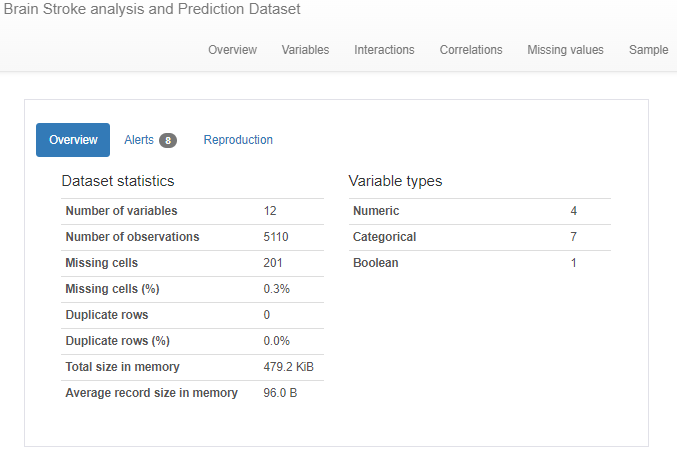 Brain Stroke analysis and Prediction Dataset
Overview Variables Interactions Correlations Missing values Sample
Overview Alerts 8 Reproduction
Dataset statistics
Number of variables 12
Number of observations 5110
Missing cells 201
Missing cells (%) 0.3%
Duplicate rows 0
Duplicate rows (%) 0.0%
Total size in memory 479.2 KiB
Average record size in memory 96.0 B
Variable types
Numeric 4
Categorical 7
Boolean 1